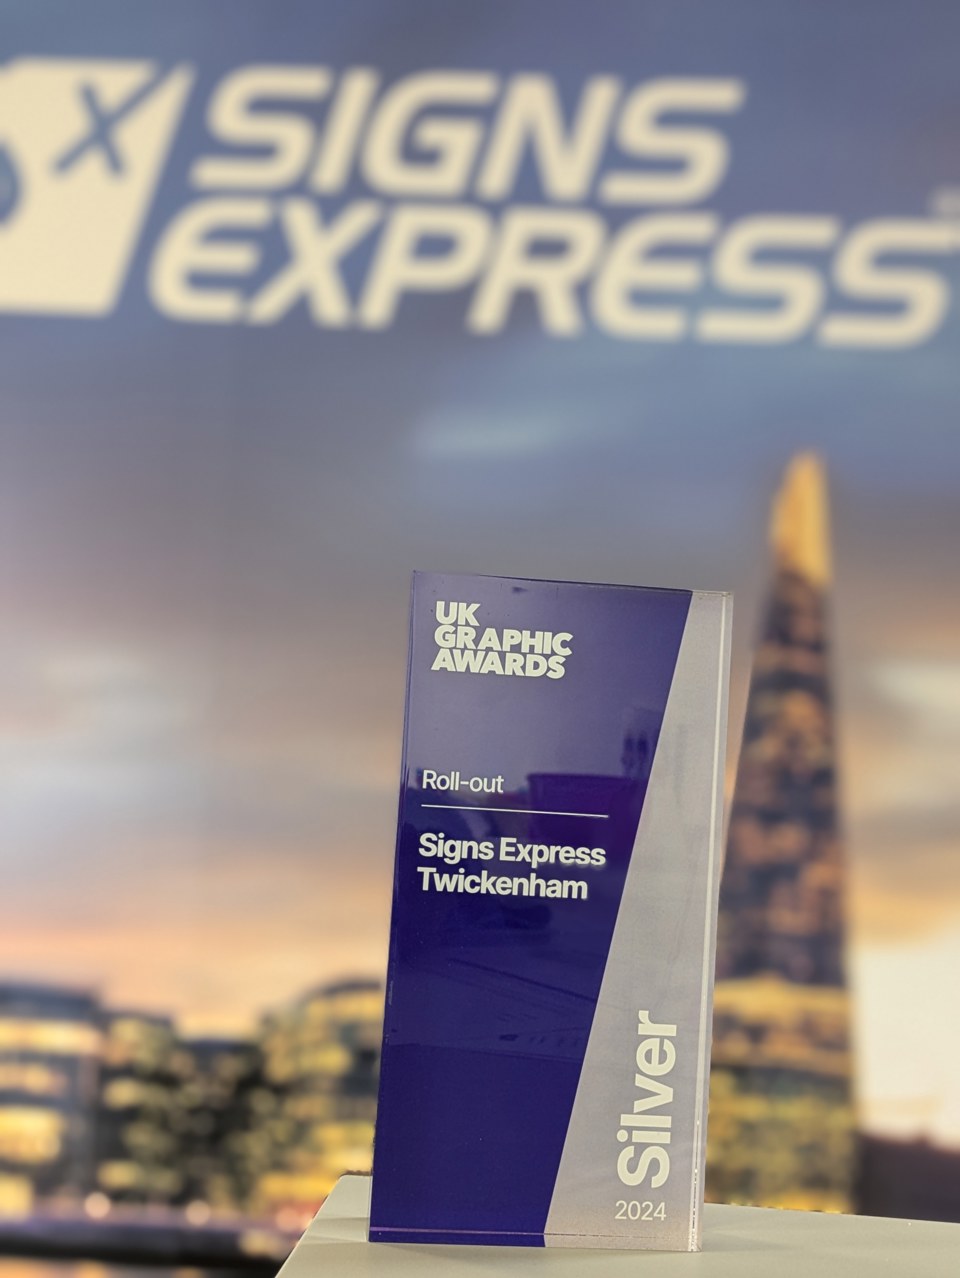 X
SIGNS
EXPRESS
UK
GRAPHIC
AWARDS
Roll-out
Signs Express
Twickenham
Silver
2024